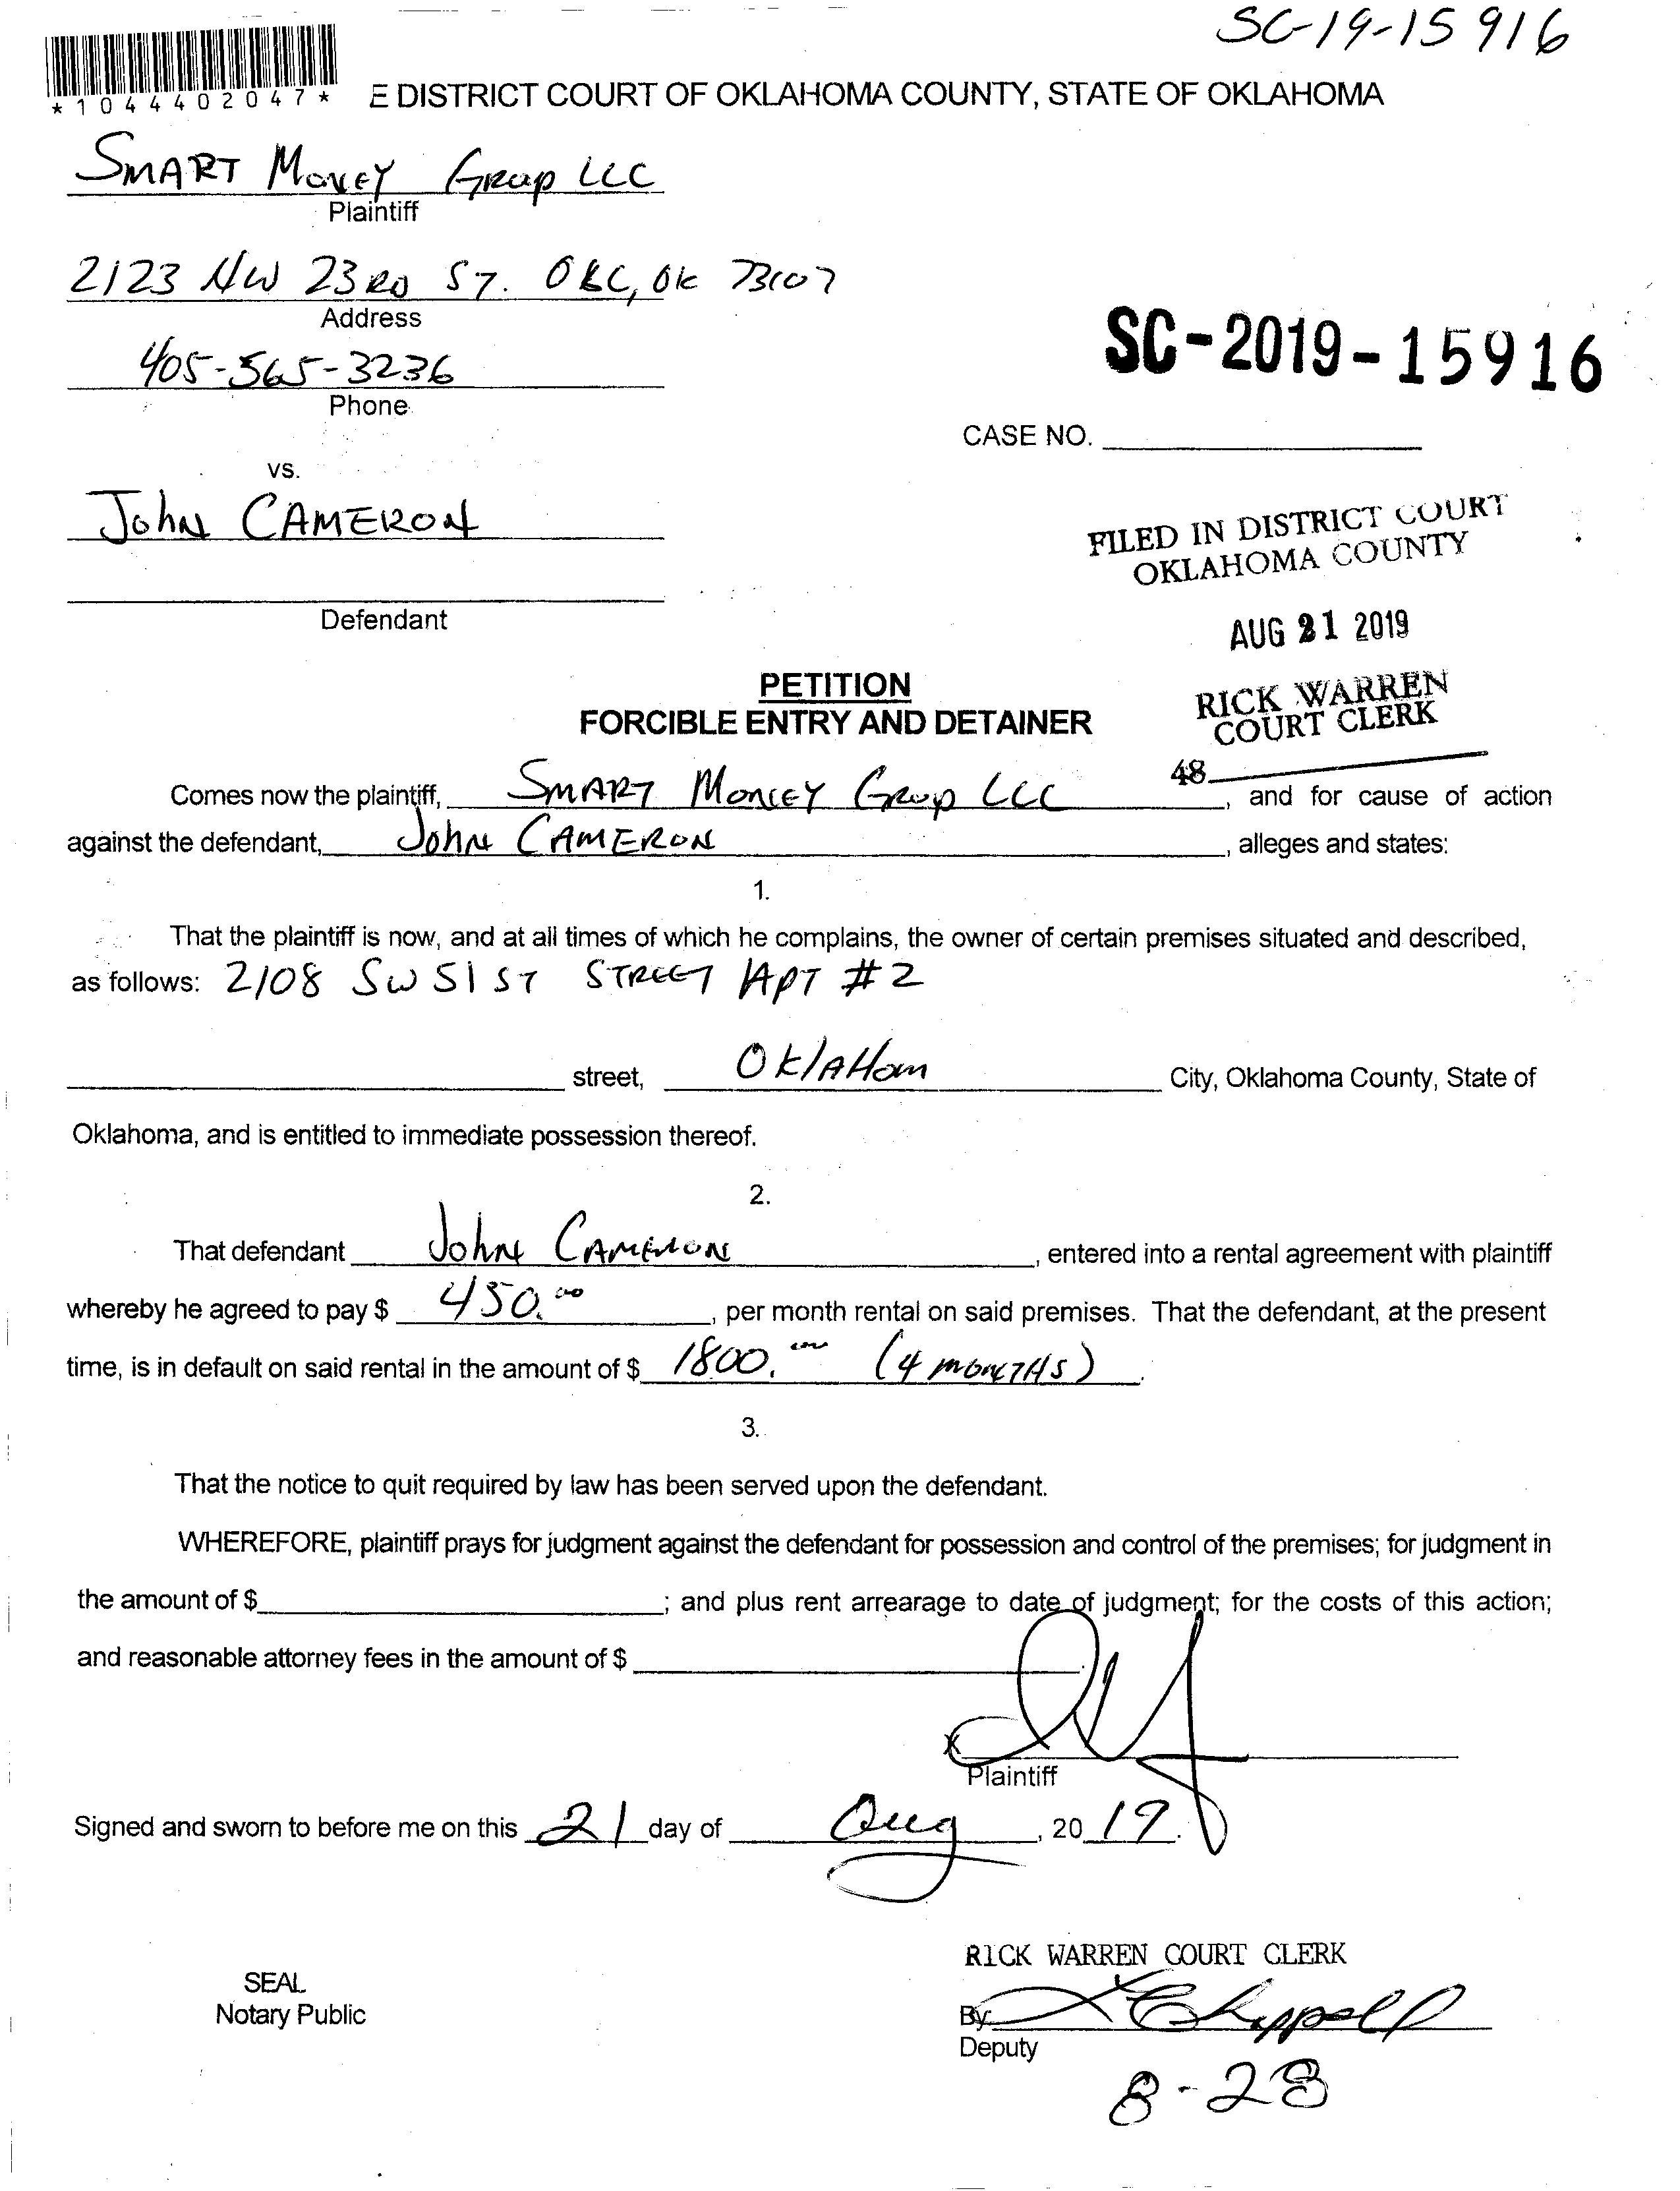 SC-19-15916
*1044402047*
E DISTRICT COURT OF OKLAHOMA COUNTY, STATE OF OKLAHOMA
SMART MONEY GROUP LLC
Plaintiff
2123 NW 23RD ST. OKC, OK 73107
Address
405-565-3236
Phone
SC-2019-15916
CASE NO.
vs.
JOHN CAMERON
Defendant
FILED IN DISTRICT COURT
OKLAHOMA COUNTY
AUG 21 2019
RICK WARREN
COURT CLERK
48
PETITION
FORCIBLE ENTRY AND DETAINER
Comes now the plaintiff, SMART MONEY GROUP LLC, and for cause of action
against the defendant, JOHN CAMERON, alleges and states:
1.
That the plaintiff is now, and at all times of which he complains, the owner of certain premises situated and described,
as follows: 2108 SW 51 ST STREET APT #2
street, OKlAHom City, Oklahoma County, State of
Oklahoma, and is entitled to immediate possession thereof.
2.
That defendant JOHN CAMERON, entered into a rental agreement with plaintiff
whereby he agreed to pay $ 450.00, per month rental on said premises. That the defendant, at the present
time, is in default on said rental in the amount of $ 1800.00 (4 MONTHS).
3.
That the notice to quit required by law has been served upon the defendant.
WHEREFORE, plaintiff prays for judgment against the defendant for possession and control of the premises; for judgment in
the amount of $ ; and plus rent arrearage to date of judgment; for the costs of this action;
and reasonable attorney fees in the amount of $ .
X
Plaintiff
Signed and sworn to before me on this 21 day of Aug, 2019.
SEAL
Notary Public
RICK WARREN COURT CLERK
By Chappell
Deputy
8-28